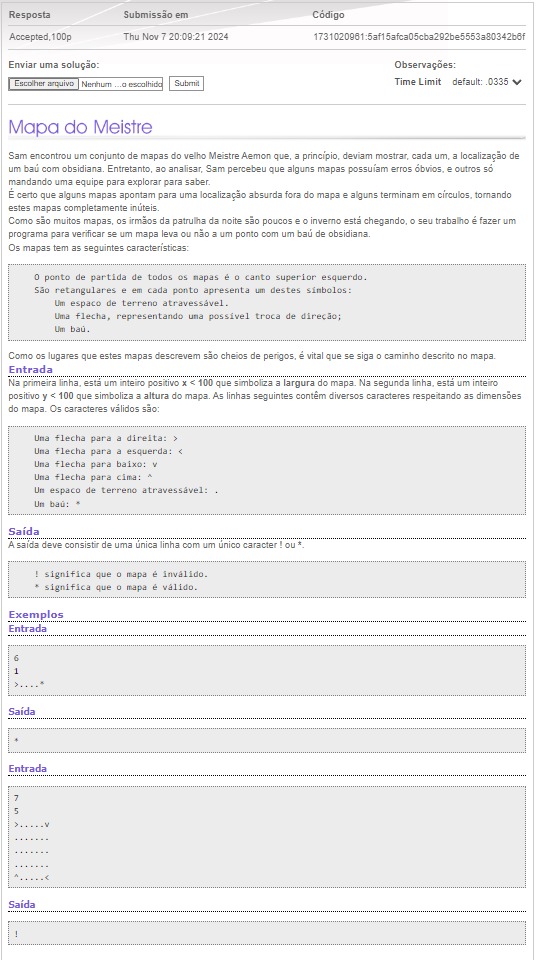 Resposta Submissão em Código
Accepted,100p Thu Nov 7 20:09:21 2024 1731020961:5af15afca05cba292be5553a80342b6f
Enviar uma solução: Observações:
Escolher arquivo Nenhum ...o escolhido Submit Time Limit default: .0335
Mapa do Meistre
Sam encontrou um conjunto de mapas do velho Meistre Aemon que, a princípio, deviam mostrar, cada um, a localização de
um baú com obsidiana. Entretanto, ao analisar, Sam percebeu que alguns mapas possuíam erros óbvios, e outros só
mandando uma equipe para explorar para saber.
É certo que alguns mapas apontam para uma localização absurda fora do mapa e alguns terminam em círculos, tornando
estes mapas completamente inúteis.
Como são muitos mapas, os irmãos da patrulha da noite são poucos e o inverno está chegando, o seu trabalho é fazer um
programa para verificar se um mapa leva ou não a um ponto com um baú de obsidiana.
Os mapas tem as seguintes características:
O ponto de partida de todos os mapas é o canto superior esquerdo.
São retangulares e em cada ponto apresenta um destes símbolos:
Um espaço de terreno atravessável.
Uma flecha, representando uma possível troca de direção;
Um baú.
Como os lugares que estes mapas descrevem são cheios de perigos, é vital que se siga o caminho descrito no mapa.
Entrada
Na primeira linha, está um inteiro positivo x < 100 que simboliza a largura do mapa. Na segunda linha, está um inteiro
positivo y < 100 que simboliza a altura do mapa. As linhas seguintes contêm diversos caracteres respeitando as dimensões
do mapa. Os caracteres válidos são:
Uma flecha para a direita: >
Uma flecha para a esquerda: <
Uma flecha para baixo: v
Uma flecha para cima: ^
Um espaço de terreno atravessável: .
Um baú: *
Saída
A saída deve consistir de uma única linha com um único caracter ! ou *.
! significa que o mapa é inválido.
* significa que o mapa é válido.
Exemplos
Entrada
6
1
>....*
Saída
*
Entrada
7
5
>.....v
.......
.......
.......
^.....<
Saída
!